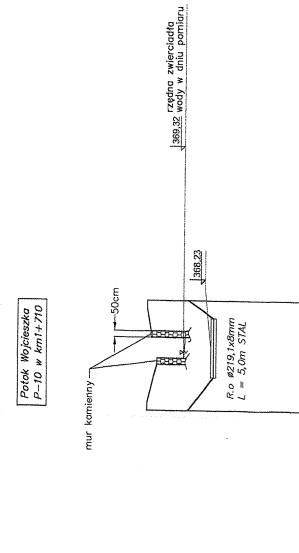 Potok Wojcieszka
P-10 w km1+710
mur kamienny
50cm
368,23
369,32 rzędna zwierciadła
wody w dniu pomiaru
R.o ø219,1x8mm
L = 5,0m STAL